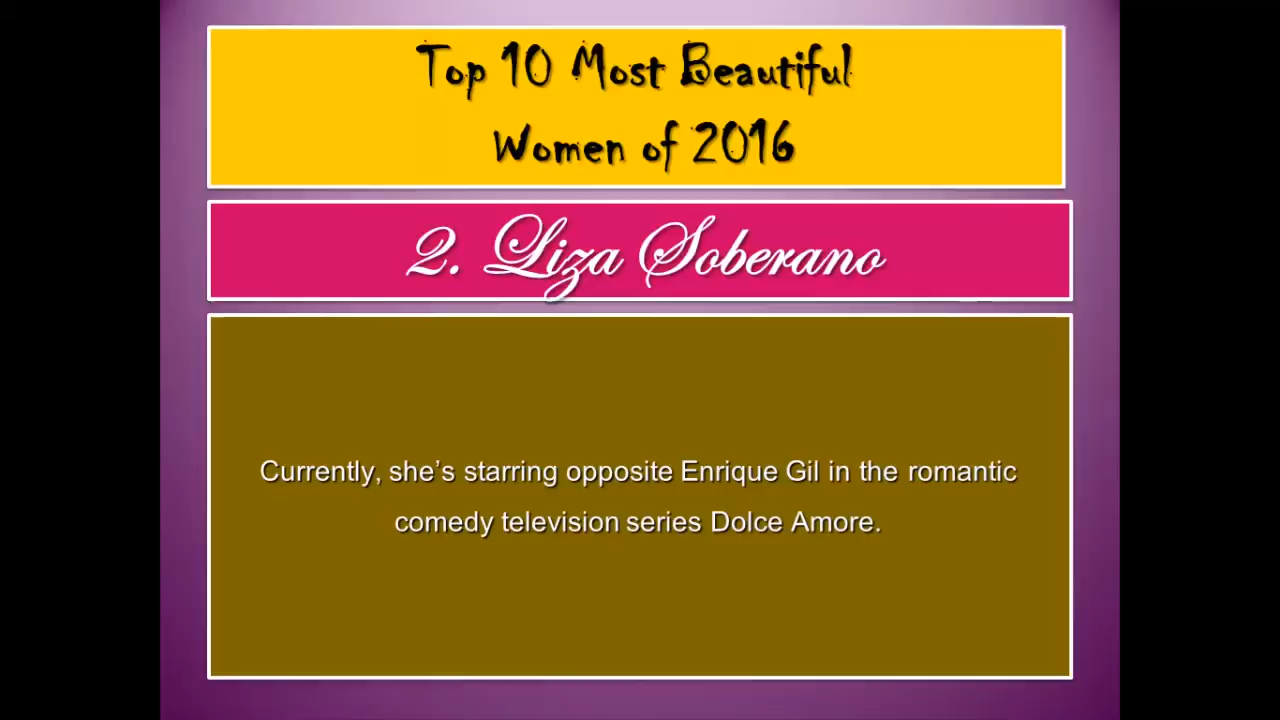 Top 10 Most Beautiful
Women of 2016
2. Liza Soberano
Currently, she’s starring opposite Enrique Gil in the romantic
comedy television series Dolce Amore.